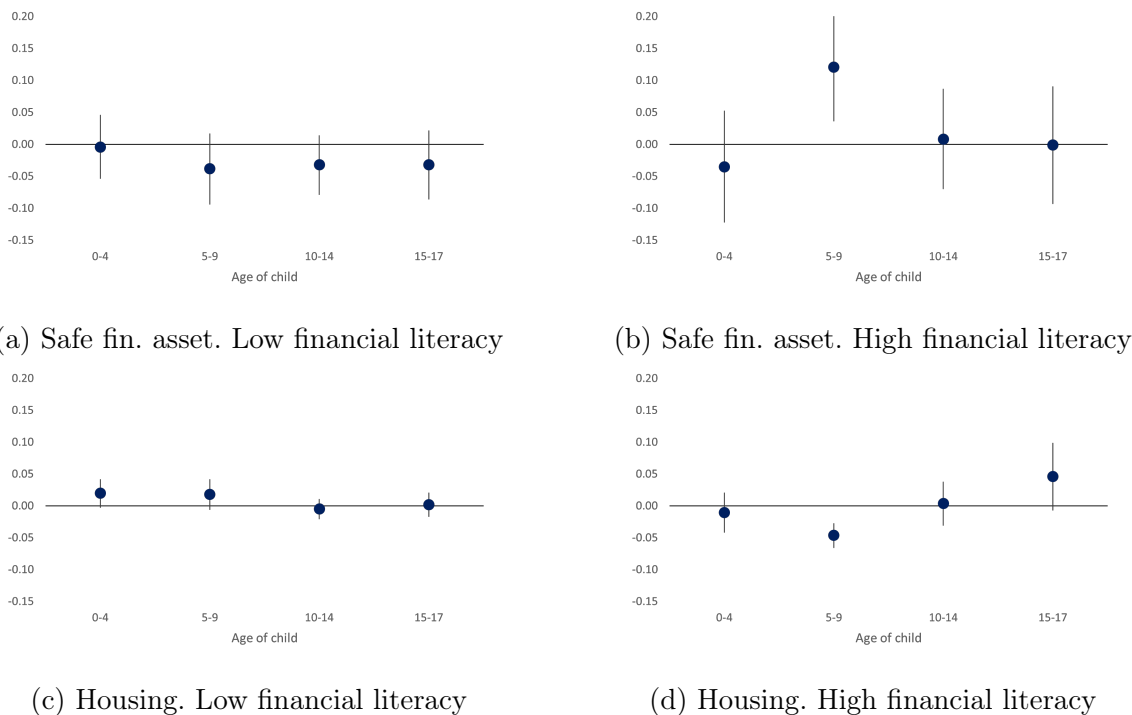 0.20
0.15
0.10
0.05
0.00
-0.05
-0.10
-0.15
0-4 5-9 10-14 15-17
Age of child
a) Safe fin. asset. Low financial literacy
0.20
0.15
0.10
0.05
0.00
-0.05
-0.10
-0.15
0-4 5-9 10-14 15-17
Age of child
(b) Safe fin. asset. High financial literacy
0.20
0.15
0.10
0.05
0.00
-0.05
-0.10
-0.15
0-4 5-9 10-14 15-17
Age of child
(c) Housing. Low financial literacy
0.20
0.15
0.10
0.05
0.00
-0.05
-0.10
-0.15
0-4 5-9 10-14 15-17
Age of child
(d) Housing. High financial literacy